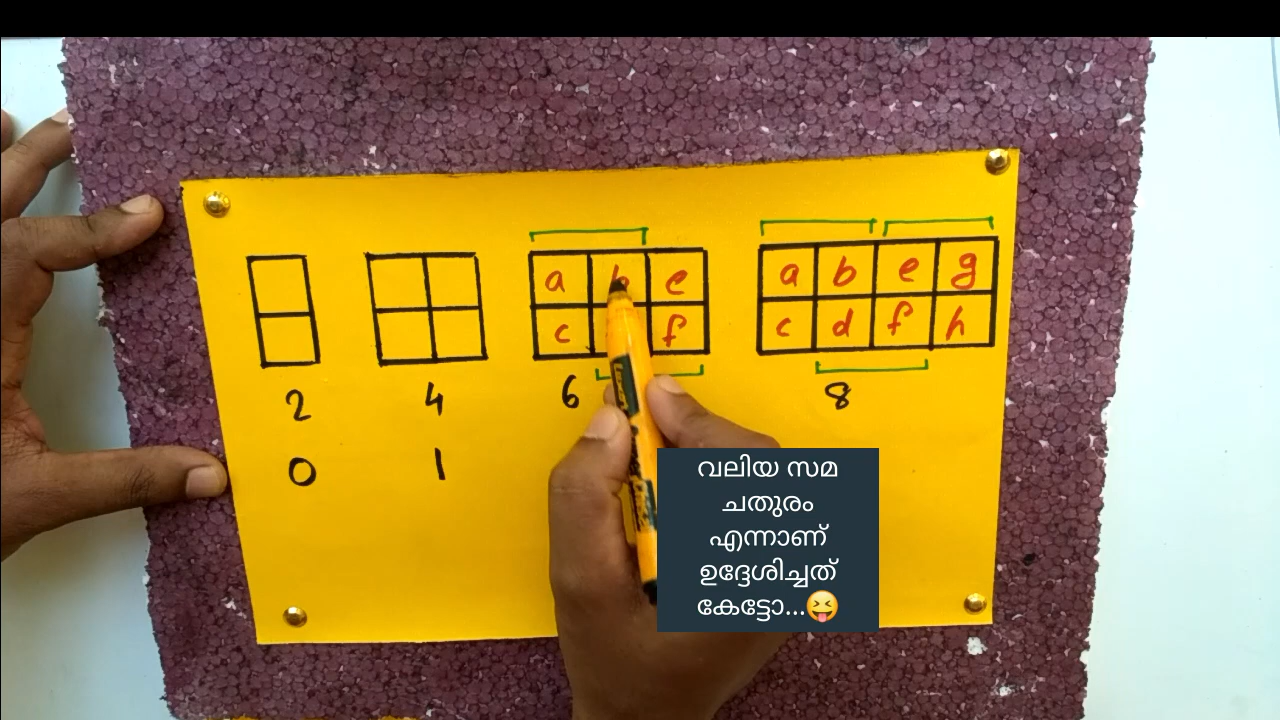 a b e
c f
a b e g
c d f h
2 4 6 8
0 1
വലിയ സമ
ചതുരം
എന്നാണ്
ഉദ്ദേശിച്ചത്
കേട്ടോ...😝